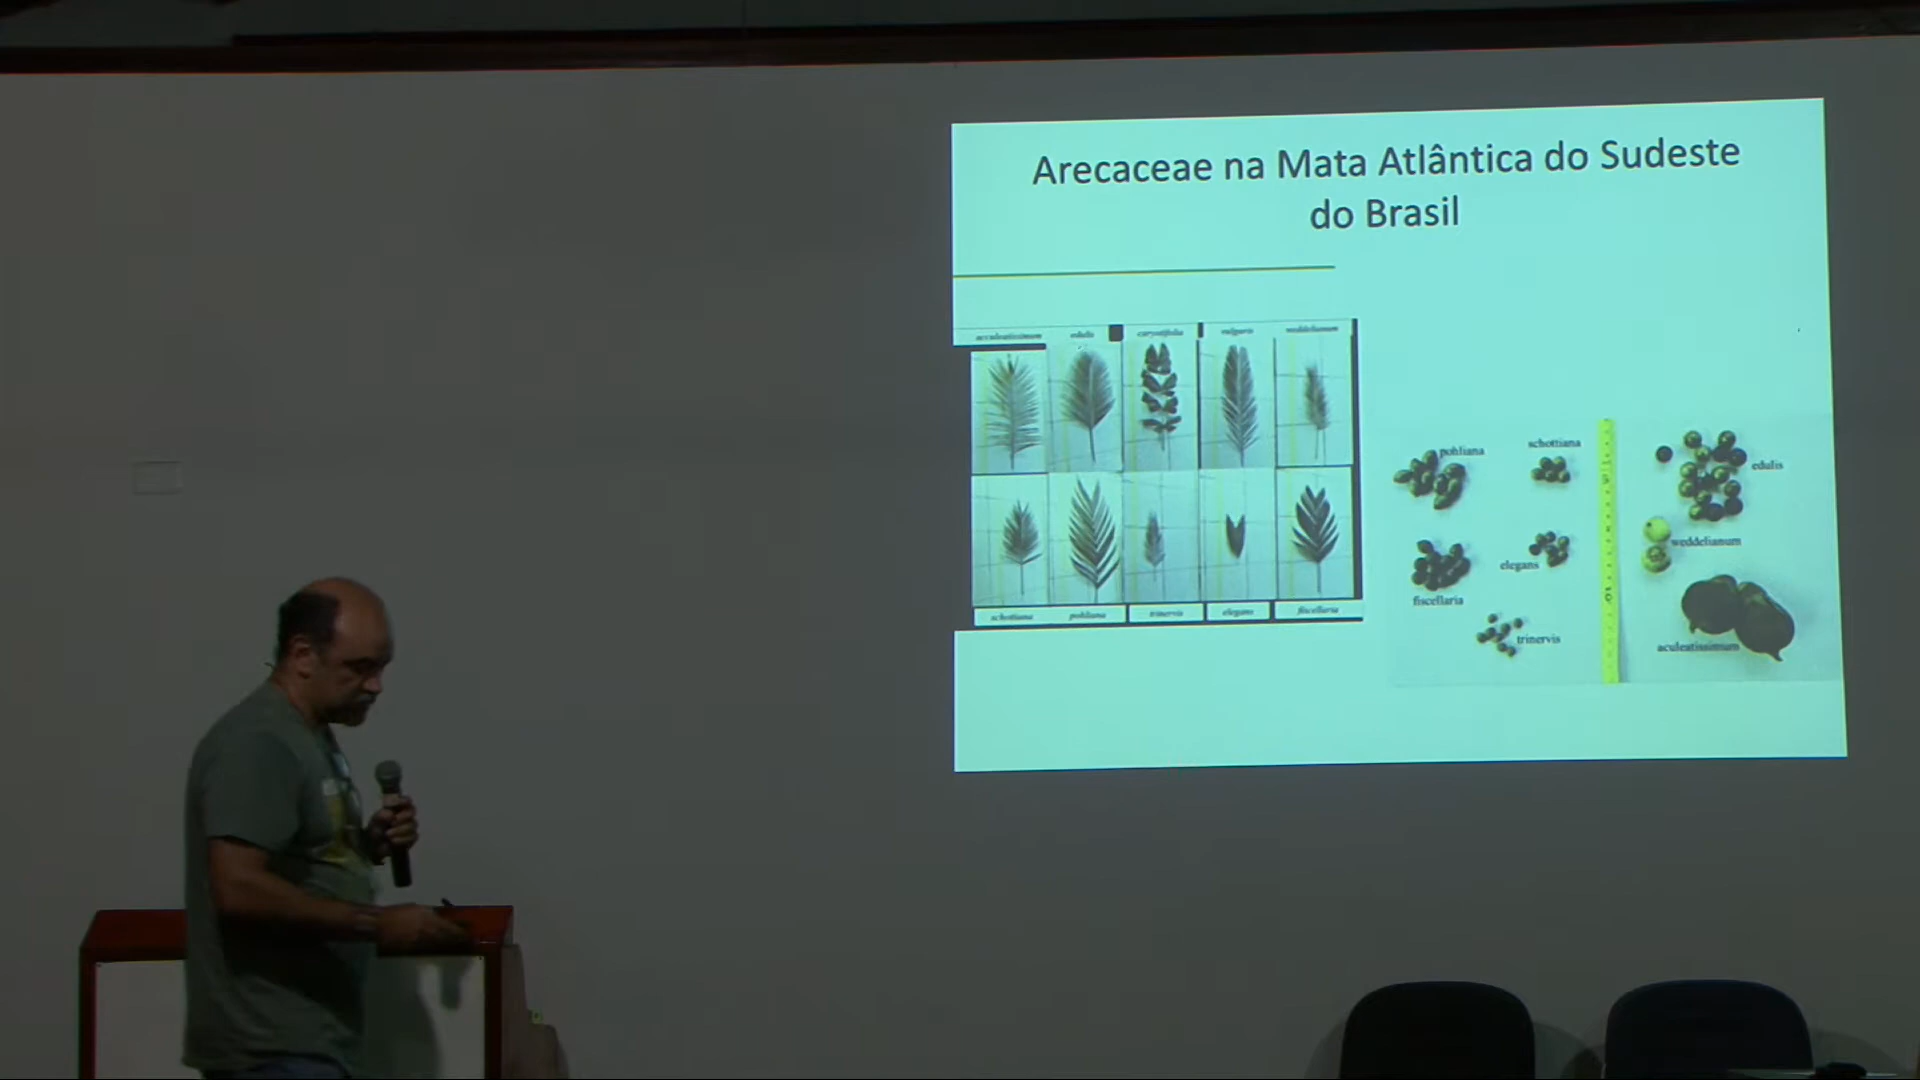 Arecaceae na Mata Atlântica do Sudeste
do Brasil
aculeatissimum edulis caryotifolia vulgaris weddelianum
schottiana pohliana trinervis elegans fiscellaria
pohliana
schottiana
edulis
elegans
weddelianum
fiscellaria
trinervis
aculeatissimum